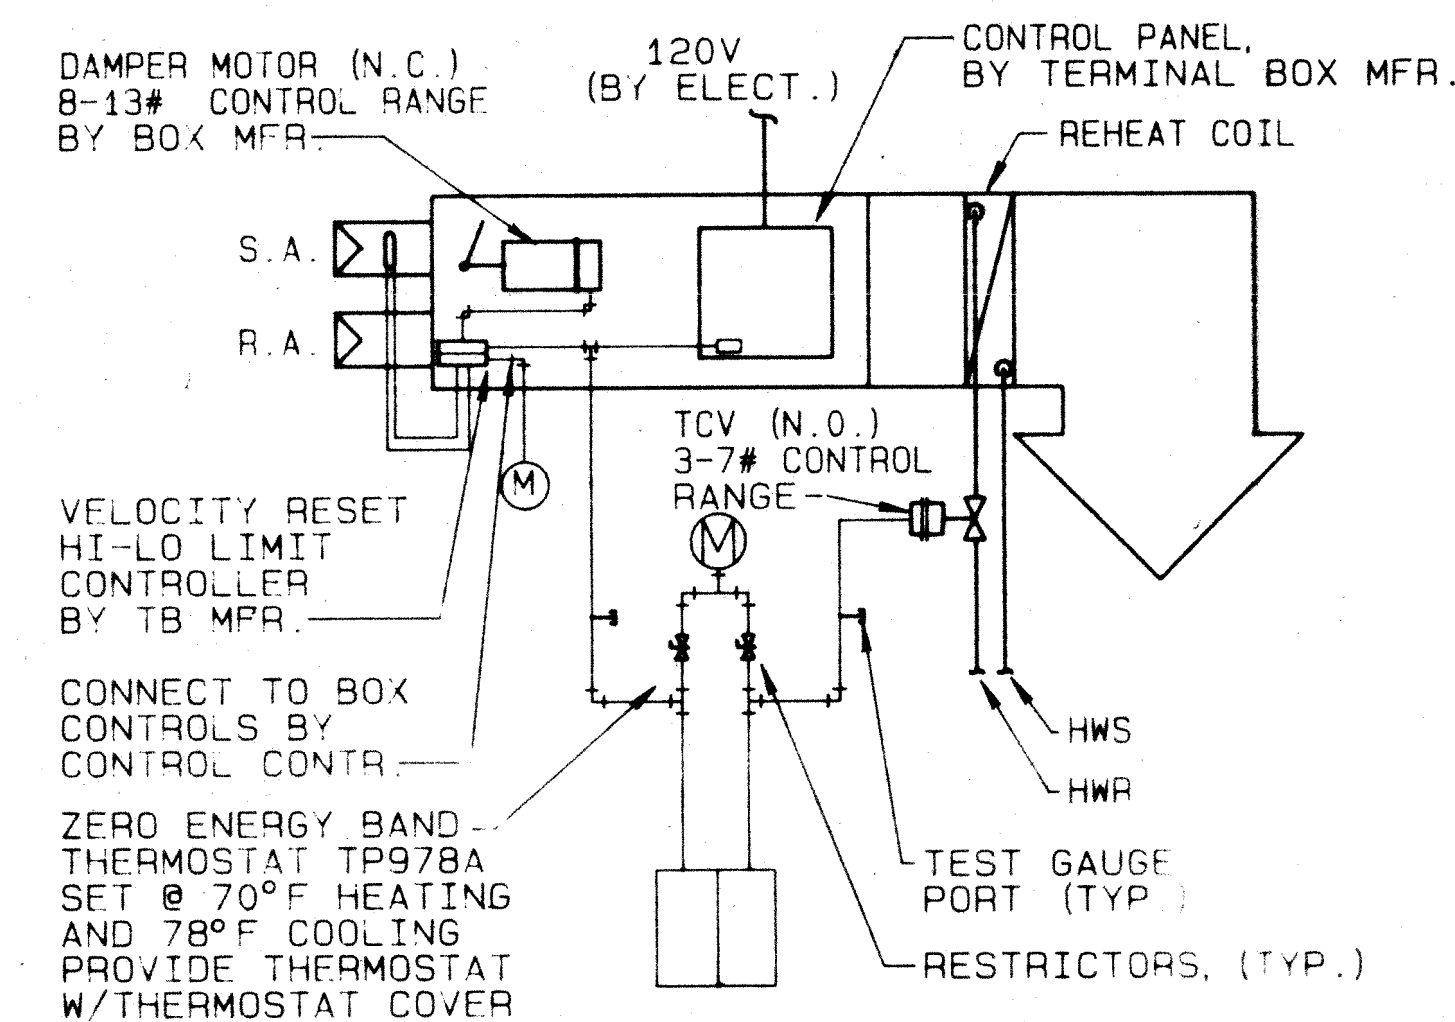 DAMPER MOTOR (N.C.)
8-13# CONTROL RANGE
BY BOX MFR.
120V
(BY ELECT.)
CONTROL PANEL,
BY TERMINAL BOX MFR.
REHEAT COIL
S.A.
R.A.
TCV (N.O.)
3-7# CONTROL
RANGE
M
M
VELOCITY RESET
HI-LO LIMIT
CONTROLLER
BY TB MFR.
CONNECT TO BOX
CONTROLS BY
CONTROL CONTR.
HWS
HWR
ZERO ENERGY BAND
THERMOSTAT TP978A
SET @ 70°F HEATING
AND 78°F COOLING
PROVIDE THERMOSTAT
W/THERMOSTAT COVER
TEST GAUGE
PORT (TYP )
RESTRICTORS, (TYP.)